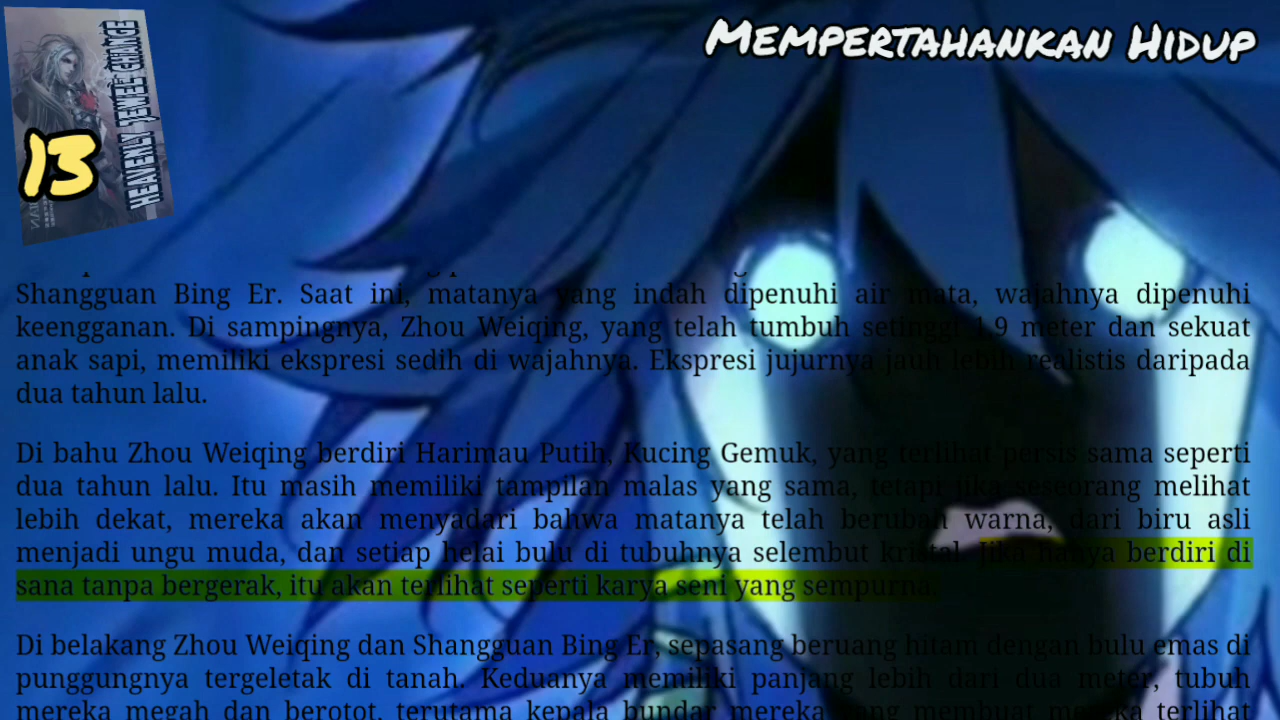 Mempertahankan Hidup
HEAVENLY JEWEL CHANGE
13
Shangguan Bing Er. Saat ini, matanya yang indah dipenuhi air mata, wajahnya dipenuhi
keengganan. Di sampingnya, Zhou Weiqing, yang telah tumbuh setinggi 1.9 meter dan sekuat
anak sapi, memiliki ekspresi sedih di wajahnya. Ekspresi jujurnya jauh lebih realistis daripada
dua tahun lalu.
Di bahu Zhou Weiqing berdiri Harimau Putih, Kucing Gemuk, yang terlihat persis sama seperti
dua tahun lalu. Itu masih memiliki tampilan malas yang sama, tetapi jika seseorang melihat
lebih dekat, mereka akan menyadari bahwa matanya telah berubah warna, dari biru asli
menjadi ungu muda, dan setiap helai bulu di tubuhnya selembut kristal. Jika hanya berdiri di
sana tanpa bergerak, itu akan terlihat seperti karya seni yang sempurna.
Di belakang Zhou Weiqing dan Shangguan Bing Er, sepasang beruang hitam dengan bulu emas di
punggungnya tergeletak di tanah. Keduanya memiliki panjang lebih dari dua meter, tubuh
mereka megah dan berotot, terutama kepala bundar mereka yang membuat mereka terlihat